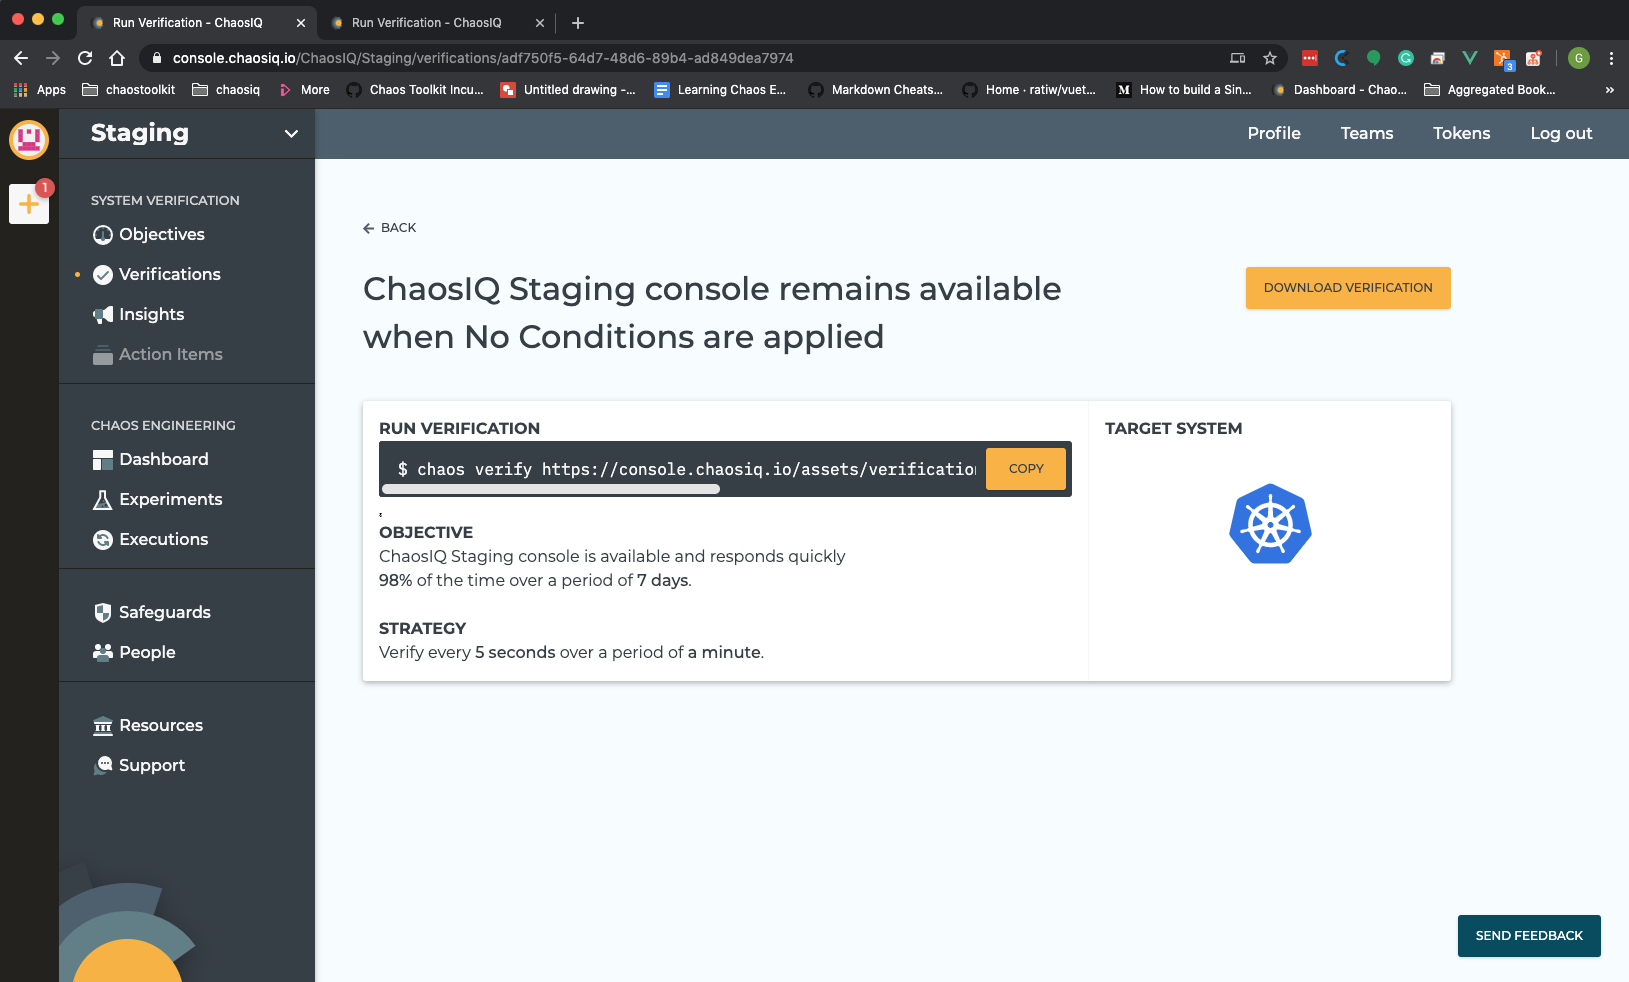 Run Verification - ChaosIQ
Run Verification - ChaosIQ
console.chaosiq.io/ChaosIQ/Staging/verifications/adf750f5-64d7-48d6-89b4-ad849dea7974
3
G
Apps
chaostoolkit
chaosiq
More
Chaos Toolkit Incu...
Untitled drawing -...
Learning Chaos E...
Markdown Cheats...
Home · ratiw/vuet...
M
How to build a Sin...
Dashboard - Chao...
Aggregated Book...
»
Staging
Profile
Teams
Tokens
Log out
1
SYSTEM VERIFICATION
Objectives
Verifications
Insights
Action Items
CHAOS ENGINEERING
Dashboard
Experiments
Executions
Safeguards
People
Resources
Support
BACK
ChaosIQ Staging console remains available
when No Conditions are applied
DOWNLOAD VERIFICATION
RUN VERIFICATION
$ chaos verify https://console.chaosiq.io/assets/verification
COPY
OBJECTIVE
ChaosIQ Staging console is available and responds quickly
98% of the time over a period of 7 days.
STRATEGY
Verify every 5 seconds over a period of a minute.
TARGET SYSTEM
SEND FEEDBACK